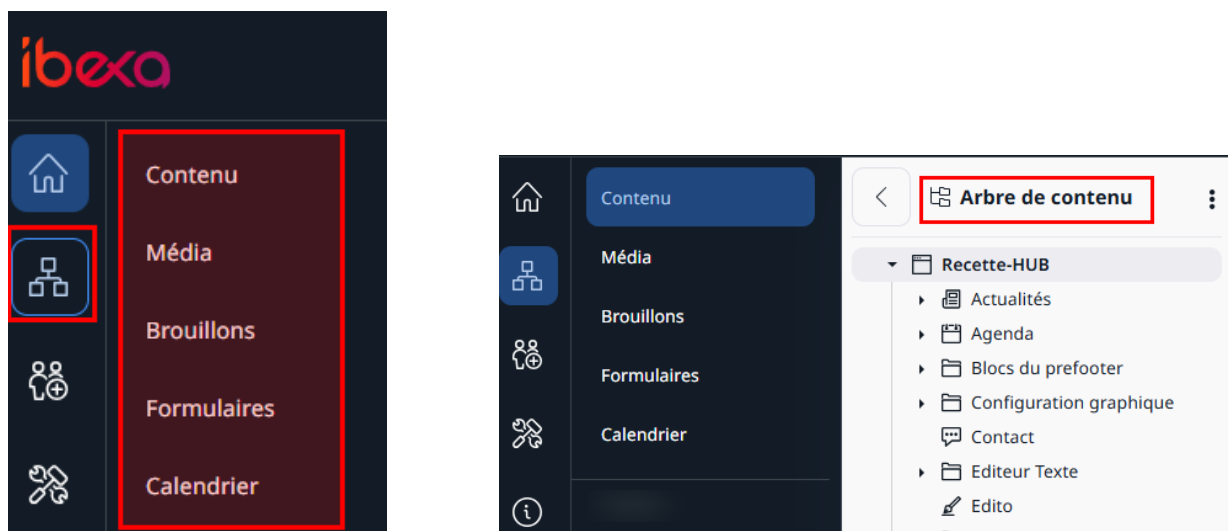 ibexa
Contenu
Média
Brouillons
Formulaires
Calendrier
Contenu
Média
Brouillons
Formulaires
Calendrier
Arbre de contenu
Recette-HUB
Actualités
Agenda
Blocs du prefooter
Configuration graphique
Contact
Editeur Texte
Edito